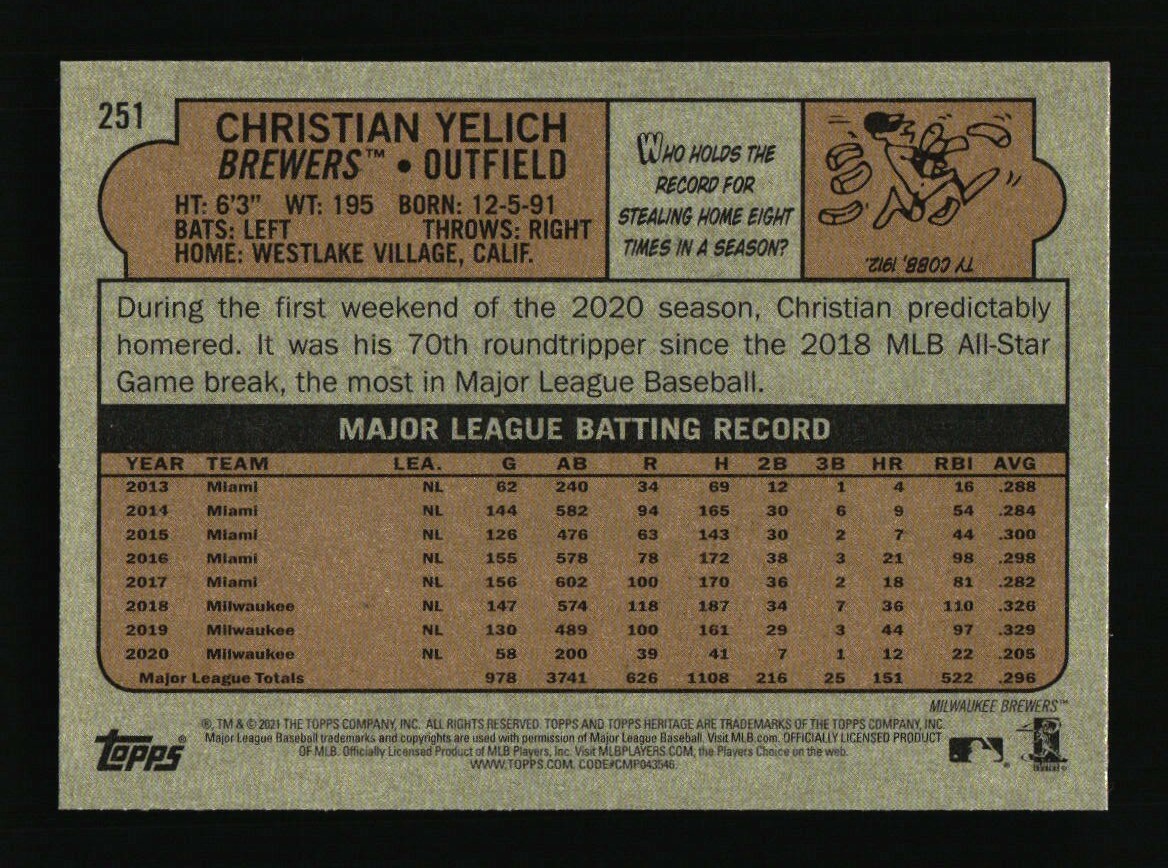 251
CHRISTIAN YELICH
BREWERS™ • OUTFIELD
HT: 6'3" WT: 195 BORN: 12-5-91
BATS: LEFT THROWS: RIGHT
HOME: WESTLAKE VILLAGE, CALIF.
WHO HOLDS THE
RECORD FOR
STEALING HOME EIGHT
TIMES IN A SEASON?
TY COBB, 1912.
During the first weekend of the 2020 season, Christian predictably
homered. It was his 70th roundtripper since the 2018 MLB All-Star
Game break, the most in Major League Baseball.
MAJOR LEAGUE BATTING RECORD
YEAR TEAM LEA. G AB R H 2B 3B HR RBI AVG
2013 Miami NL 62 240 34 69 12 1 4 16 .288
2014 Miami NL 144 582 94 165 30 6 9 54 .284
2015 Miami NL 126 476 63 143 30 2 7 44 .300
2016 Miami NL 155 578 78 172 38 3 21 98 .298
2017 Miami NL 156 602 100 170 36 2 18 81 .282
2018 Milwaukee NL 147 574 118 187 34 7 36 110 .326
2019 Milwaukee NL 130 489 100 161 29 3 44 97 .329
2020 Milwaukee NL 58 200 39 41 7 1 12 22 .205
Major League Totals 978 3741 626 1108 216 25 151 522 .296
MILWAUKEE BREWERS™
®, TM & © 2021 THE TOPPS COMPANY, INC. ALL RIGHTS RESERVED. TOPPS AND TOPPS HERITAGE ARE TRADEMARKS OF THE TOPPS COMPANY, INC.
Major League Baseball trademarks and copyrights are used with permission of Major League Baseball. Visit MLB.com. OFFICIALLY LICENSED PRODUCT
OF MLB. Officially Licensed Product of MLB Players, Inc. Visit MLBPLAYERS.COM, the Players Choice on the web.
WWW.TOPPS.COM. CODE#CMP043546
Topps®